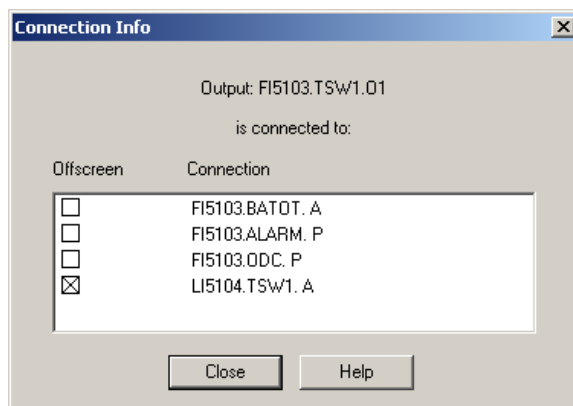 Connection Info
Output: FI5103.TSW1.O1
is connected to:
Offscreen Connection
FI5103.BATOT. A
FI5103.ALARM. P
FI5103.ODC. P
LI5104.TSW1. A
Close Help